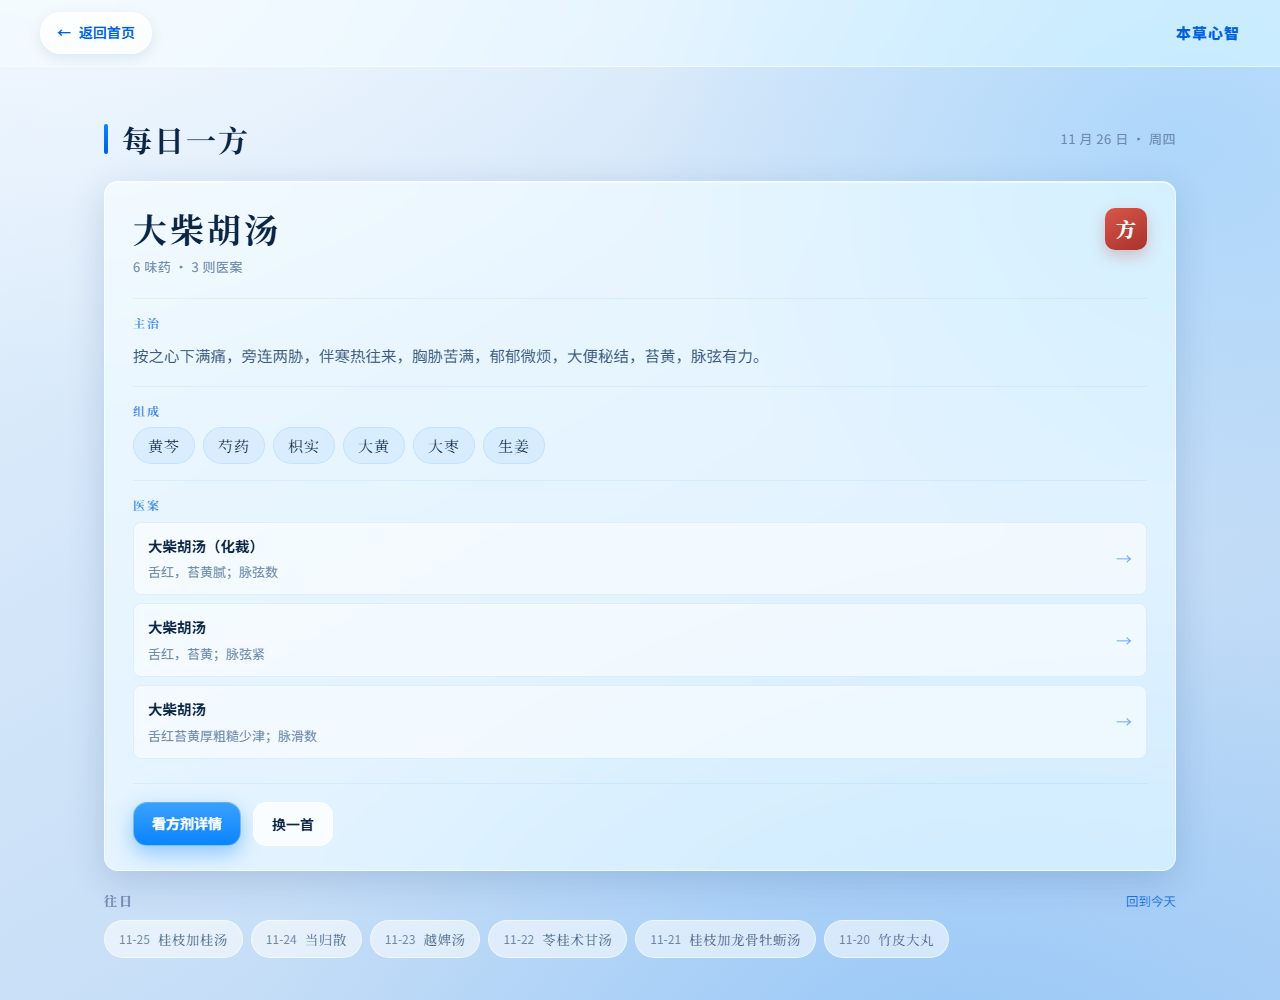 ← 返回首页
本草心智
每日一方
11 月 26 日 · 周四
大柴胡汤
方
6 味药 · 3 则医案
主治
按之心下满痛，旁连两胁，伴寒热往来，胸胁苦满，郁郁微烦，大便秘结，苔黄，脉弦有力。
组成
黄芩 芍药 枳实 大黄 大枣 生姜
医案
大柴胡汤（化裁）
舌红，苔黄腻；脉弦数
→
大柴胡汤
舌红，苔黄；脉弦紧
→
大柴胡汤
舌红苔黄厚粗糙少津；脉滑数
→
看方剂详情 换一首
往日
回到今天
11-25 桂枝加桂汤 11-24 当归散 11-23 越婢汤 11-22 苓桂术甘汤 11-21 桂枝加龙骨牡蛎汤 11-20 竹皮大丸